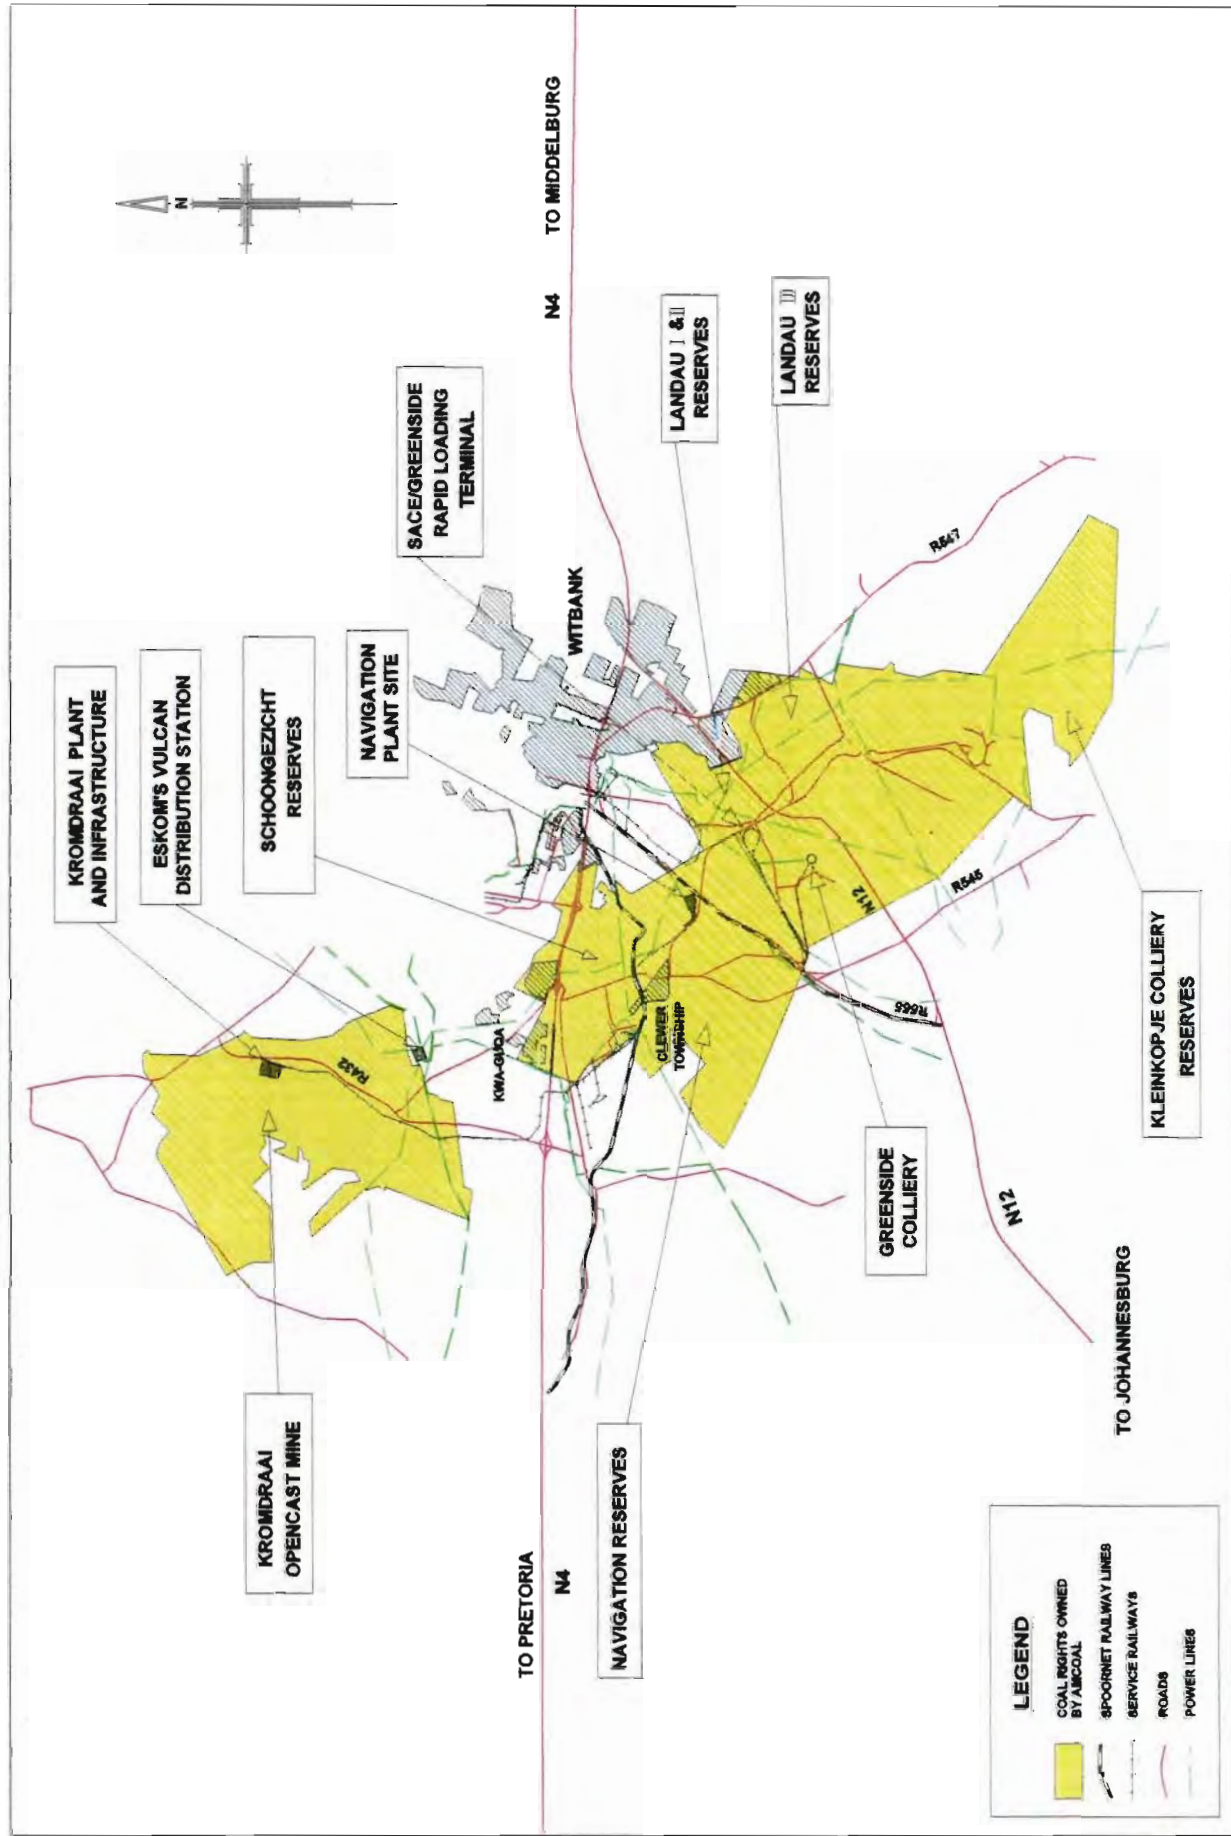 KROMDRAAI PLANT
AND INFRASTRUCTURE
ESKOM'S VULCAN
DISTRIBUTION STATION
SCHOONGEZICHT
RESERVES
NAVIGATION
PLANT SITE
SACE/GREENSIDE
RAPID LOADING
TERMINAL
N
KROMDRAAI
OPENCAST MINE
R432
KWA-GUQA
WITBANK
TO PRETORIA
N4
N4
TO MIDDELBURG
NAVIGATION RESERVES
CLEWER
TOWNSHIP
LANDAU I & II
RESERVES
LANDAU III
RESERVES
R555
N12
R545
R547
GREENSIDE
COLLIERY
N12
TO JOHANNESBURG
KLEINKOPJE COLLIERY
RESERVES
LEGEND
COAL RIGHTS OWNED
BY AMCOAL
SPOORNET RAILWAY LINES
SERVICE RAILWAYS
ROADS
POWER LINES